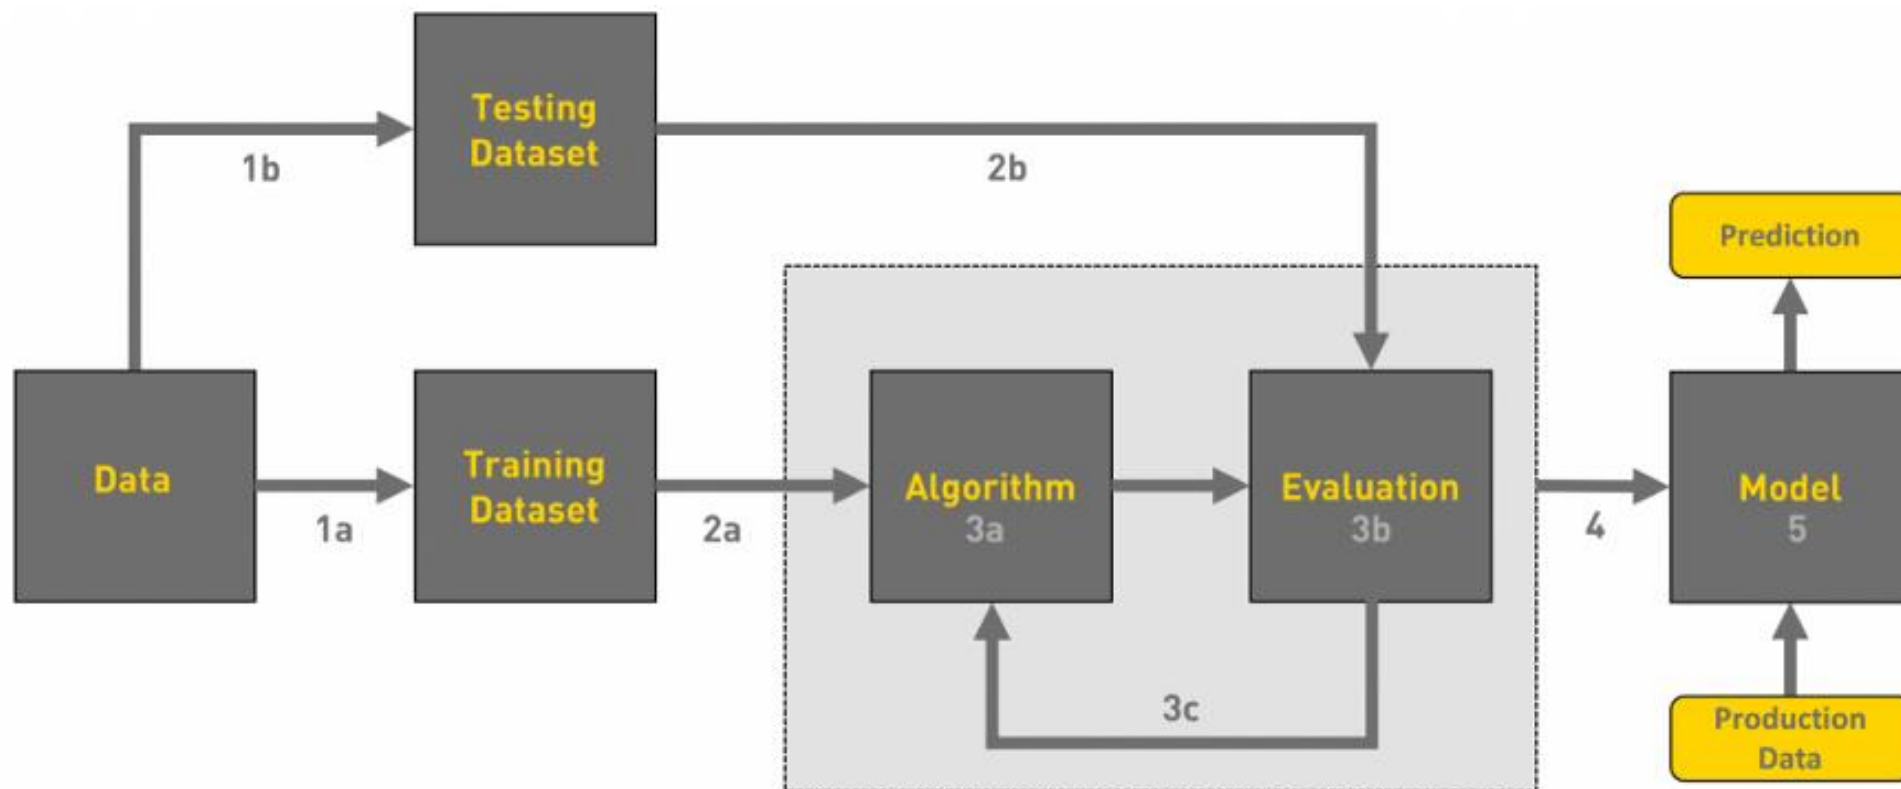 Testing
Dataset
1b
2b
Prediction
Data
1a
Training
Dataset
2a
Algorithm
3a
Evaluation
3b
4
Model
5
3c
Production
Data